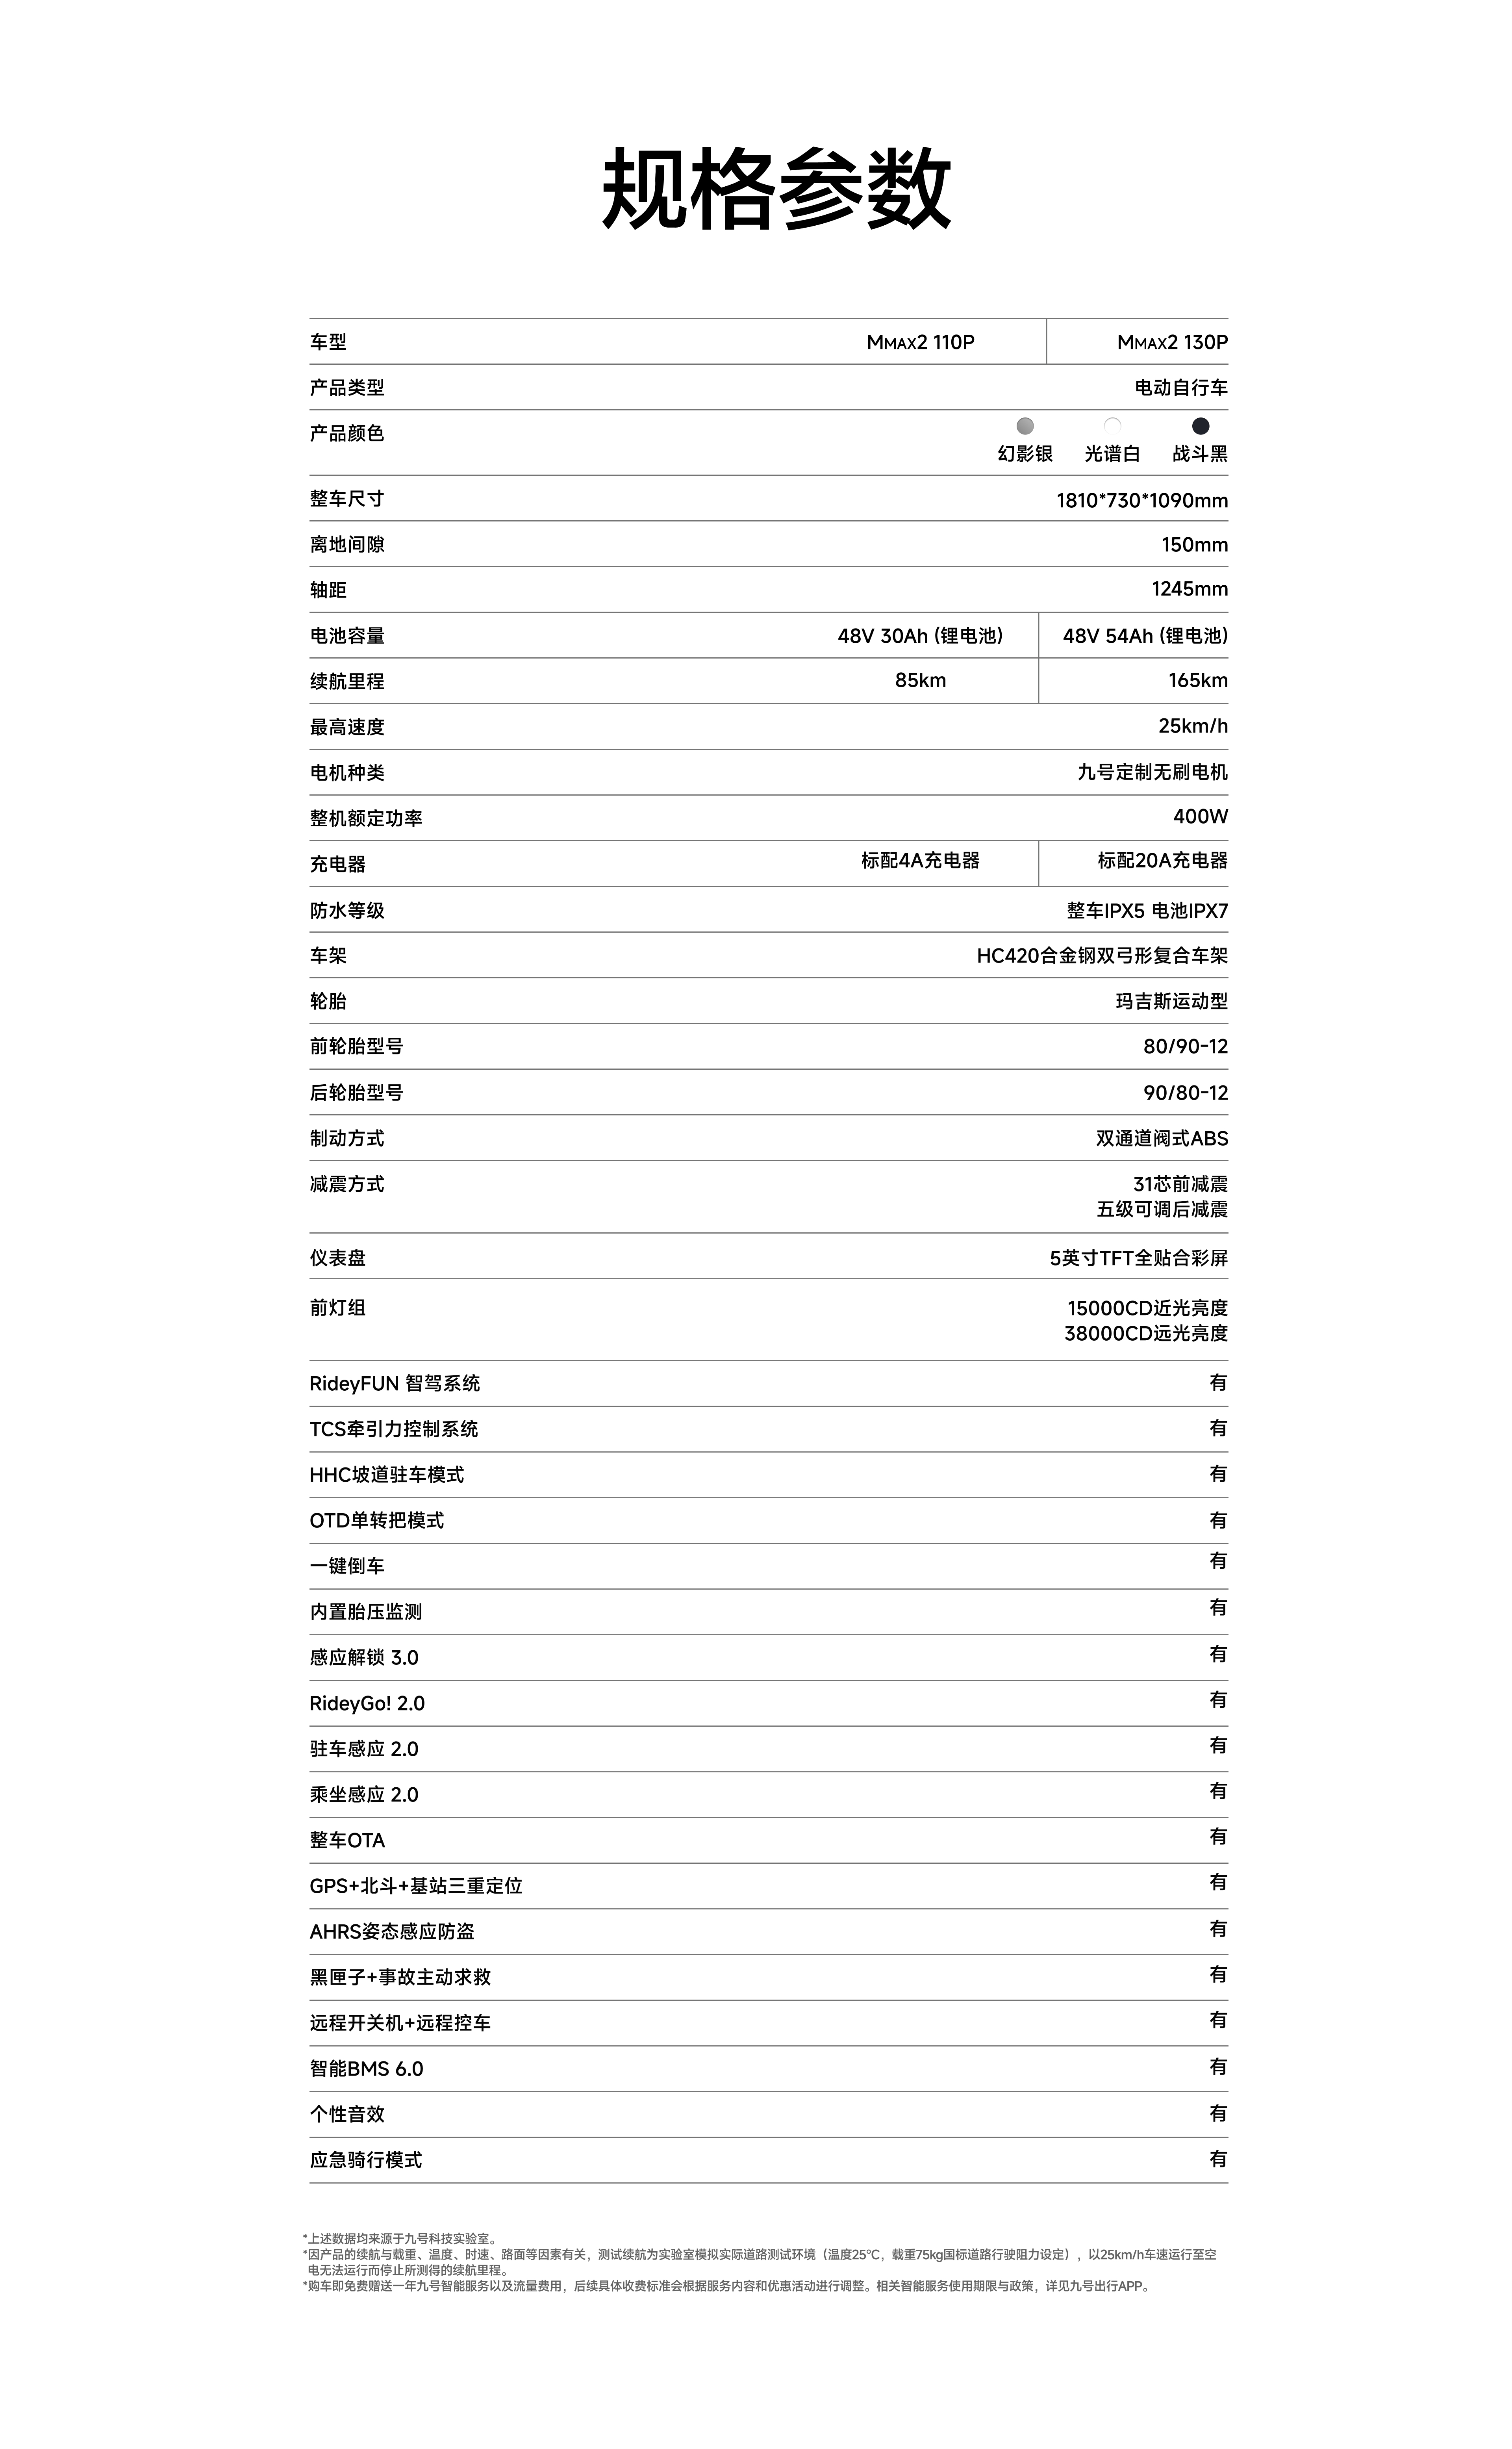 规格参数
车型 MMAX2 110P MMAX2 130P
产品类型 电动自行车
产品颜色 幻影银 光谱白 战斗黑
整车尺寸 1810*730*1090mm
离地间隙 150mm
轴距 1245mm
电池容量 48V 30Ah (锂电池) 48V 54Ah (锂电池)
续航里程 85km 165km
最高速度 25km/h
电机种类 九号定制无刷电机
整机额定功率 400W
充电器 标配4A充电器 标配20A充电器
防水等级 整车IPX5 电池IPX7
车架 HC420合金钢双弓形复合车架
轮胎 玛吉斯运动型
前轮胎型号 80/90-12
后轮胎型号 90/80-12
制动方式 双通道阀式ABS
减震方式 31芯前减震
五级可调后减震
仪表盘 5英寸TFT全贴合彩屏
前灯组 15000CD近光亮度
38000CD远光亮度
RideyFUN 智驾系统 有
TCS牵引力控制系统 有
HHC坡道驻车模式 有
OTD单转把模式 有
一键倒车 有
内置胎压监测 有
感应解锁 3.0 有
RideyGo! 2.0 有
驻车感应 2.0 有
乘坐感应 2.0 有
整车OTA 有
GPS+北斗+基站三重定位 有
AHRS姿态感应防盗 有
黑匣子+事故主动求救 有
远程开关机+远程控车 有
智能BMS 6.0 有
个性音效 有
应急骑行模式 有
*上述数据均来源于九号科技实验室。
*因产品的续航与载重、温度、时速、路面等因素有关，测试续航为实验室模拟实际道路测试环境（温度25°C，载重75kg国标道路行驶阻力设定），以25km/h车速运行至空
电无法运行而停止所测得的续航里程。
*购车即免费赠送一年九号智能服务以及流量费用，后续具体收费标准会根据服务内容和优惠活动进行调整。相关智能服务使用期限与政策，详见九号出行APP。